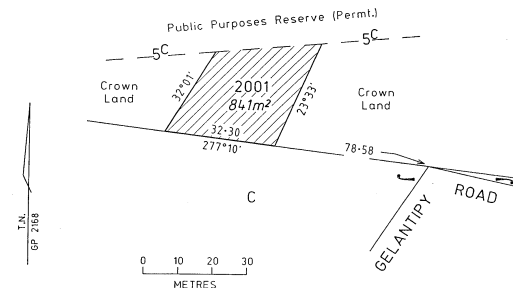 Public Purposes Reserve (Permt.)
5C
5C
Crown
Land
32°01'
2001
841m²
23°33'
Crown
Land
32·30
277°10'
78·58
C
GELANTIPY
ROAD
T.N.
GP 2168
0 10 20 30
METRES